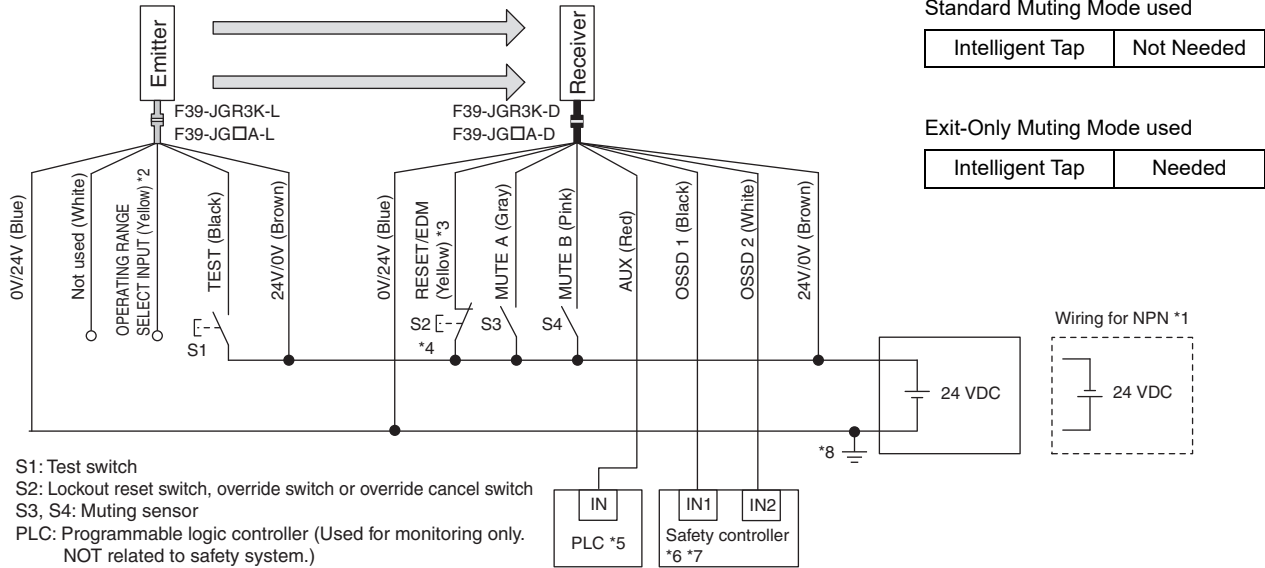 Standard Muting Mode used
Intelligent Tap Not Needed
Exit-Only Muting Mode used
Intelligent Tap Needed
Emitter
Receiver
F39-JGR3K-L
F39-JG□A-L
F39-JGR3K-D
F39-JG□A-D
0V/24V (Blue)
Not used (White)
OPERATING RANGE
SELECT INPUT (Yellow) *2
TEST (Black)
24V/0V (Brown)
0V/24V (Blue)
RESET/EDM
(Yellow) *3
MUTE A (Gray)
MUTE B (Pink)
AUX (Red)
OSSD 1 (Black)
OSSD 2 (White)
24V/0V (Brown)
S1
S2
*4
S3
S4
Wiring for NPN *1
24 VDC
24 VDC
*8
S1: Test switch
S2: Lockout reset switch, override switch or override cancel switch
S3, S4: Muting sensor
PLC: Programmable logic controller (Used for monitoring only.
NOT related to safety system.)
IN
PLC *5
IN1
IN2
Safety controller
*6 *7